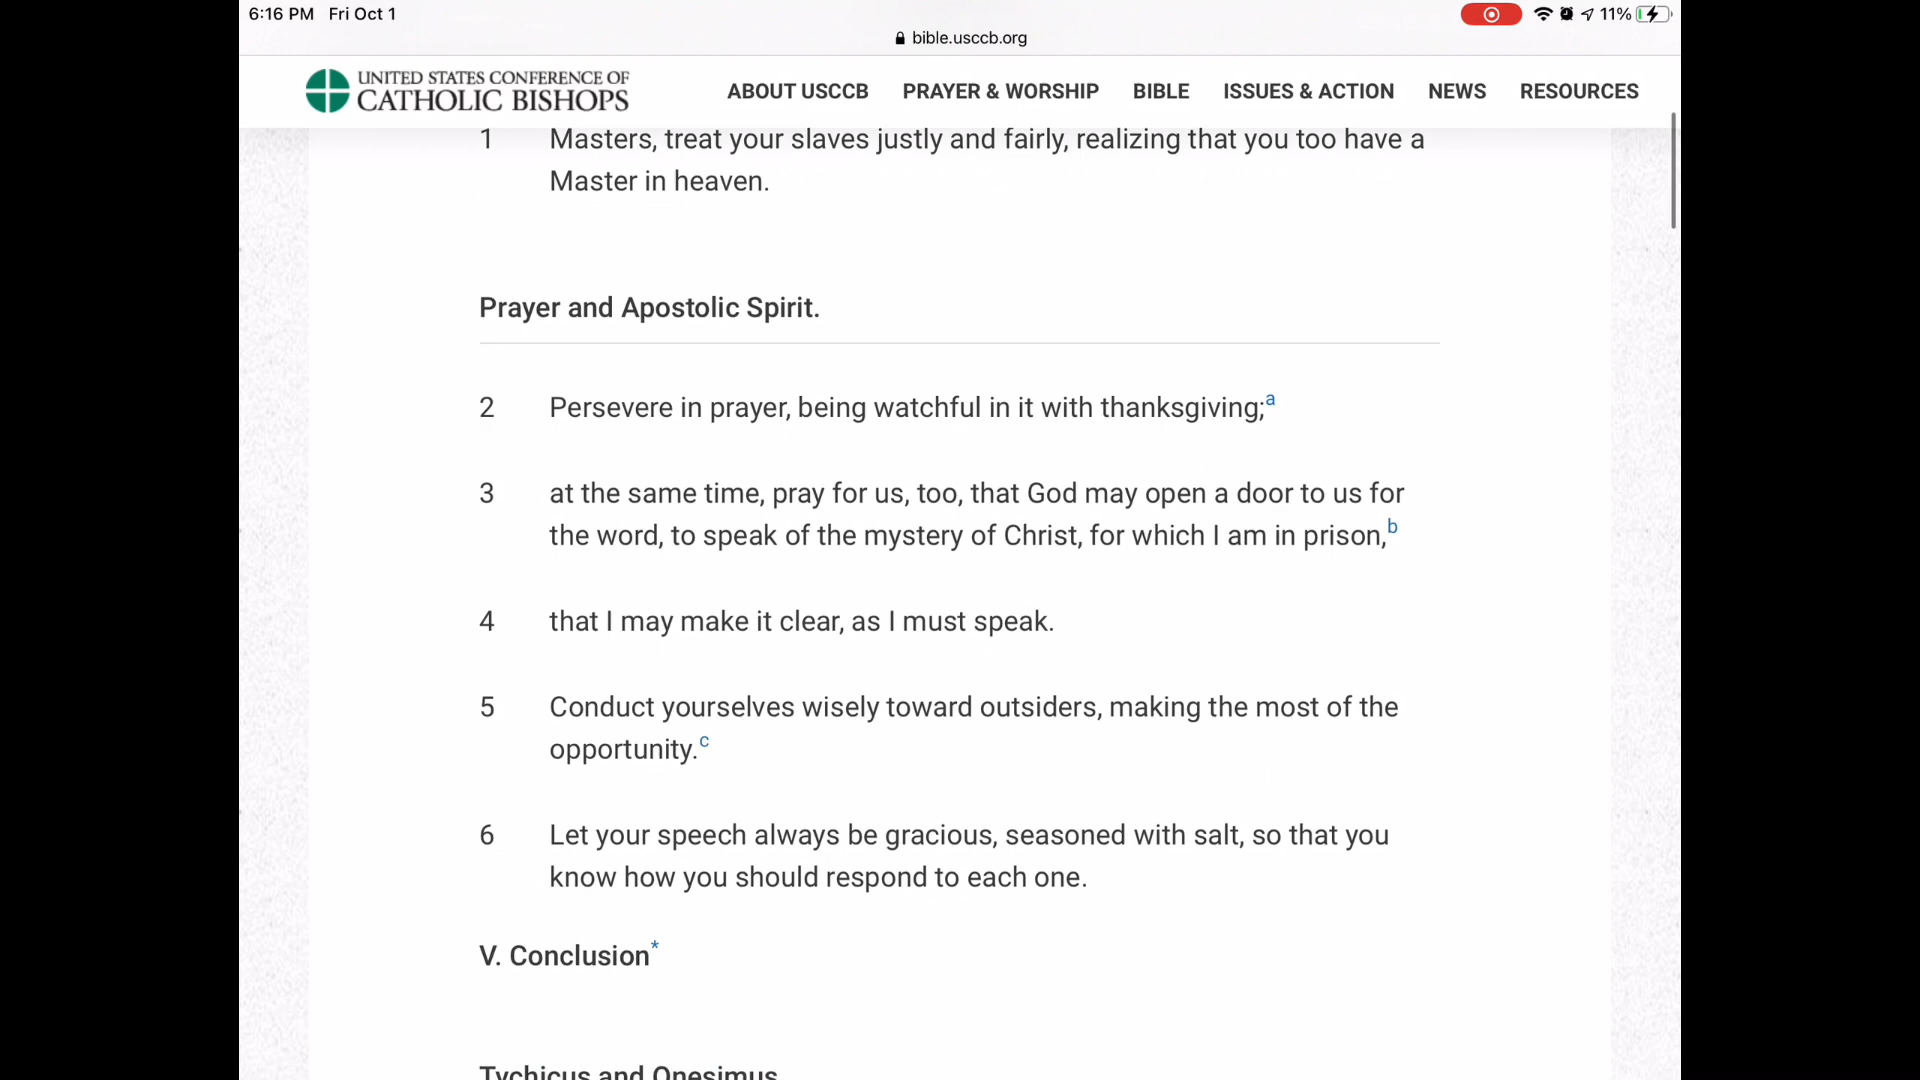 6:16 PM Fri Oct 1
11%
bible.usccb.org
UNITED STATES CONFERENCE OF
CATHOLIC BISHOPS
ABOUT USCCB PRAYER & WORSHIP BIBLE ISSUES & ACTION NEWS RESOURCES
1 Masters, treat your slaves justly and fairly, realizing that you too have a
Master in heaven.
Prayer and Apostolic Spirit.
2 Persevere in prayer, being watchful in it with thanksgiving;a
3 at the same time, pray for us, too, that God may open a door to us for
the word, to speak of the mystery of Christ, for which I am in prison,b
4 that I may make it clear, as I must speak.
5 Conduct yourselves wisely toward outsiders, making the most of the
opportunity.c
6 Let your speech always be gracious, seasoned with salt, so that you
know how you should respond to each one.
V. Conclusion*
Tychicus and Onesimus.